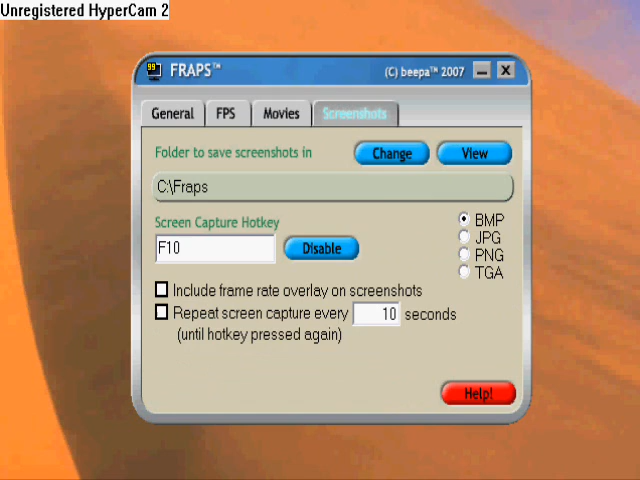 Unregistered HyperCam 2
99 FRAPS™ (C) beepa™ 2007
General FPS Movies Screenshots
Folder to save screenshots in Change View
C:\Fraps
Screen Capture Hotkey
F10 Disable
BMP
JPG
PNG
TGA
Include frame rate overlay on screenshots
Repeat screen capture every 10 seconds
(until hotkey pressed again)
Help!